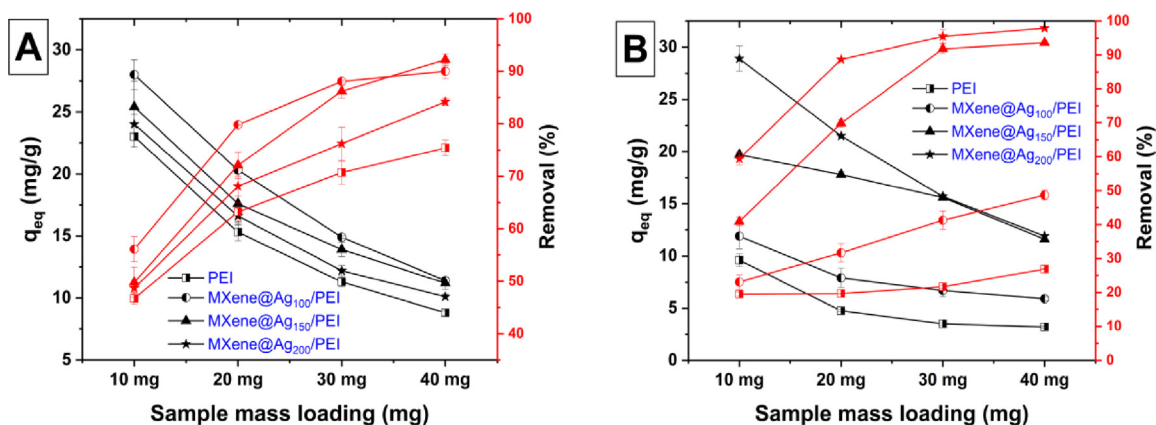 A
q_eq (mg/g)
30
25
20
15
10
5
PEI
MXene@Ag100/PEI
MXene@Ag150/PEI
MXene@Ag200/PEI
100
90
80
70
60
50
40
Removal (%)
10 mg 20 mg 30 mg 40 mg
Sample mass loading (mg)
B
q_eq (mg/g)
30
25
20
15
10
5
0
PEI
MXene@Ag100/PEI
MXene@Ag150/PEI
MXene@Ag200/PEI
100
90
80
70
60
50
40
30
20
10
0
Removal (%)
10 mg 20 mg 30 mg 40 mg
Sample mass loading (mg)